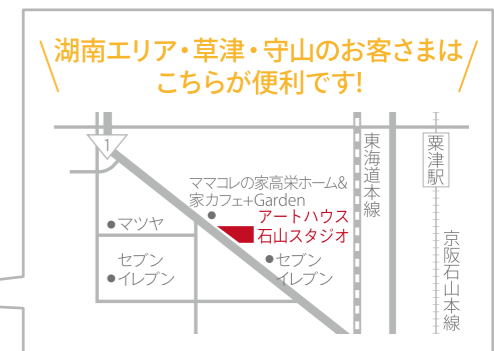 湖南エリア・草津・守山のお客さまは
こちらが便利です!
1
東海道本線
粟津駅
ママコレの家高栄ホーム&
家カフェ+Garden
アートハウス
石山スタジオ
マツヤ
セブン
イレブン
セブン
イレブン
京阪石山本線